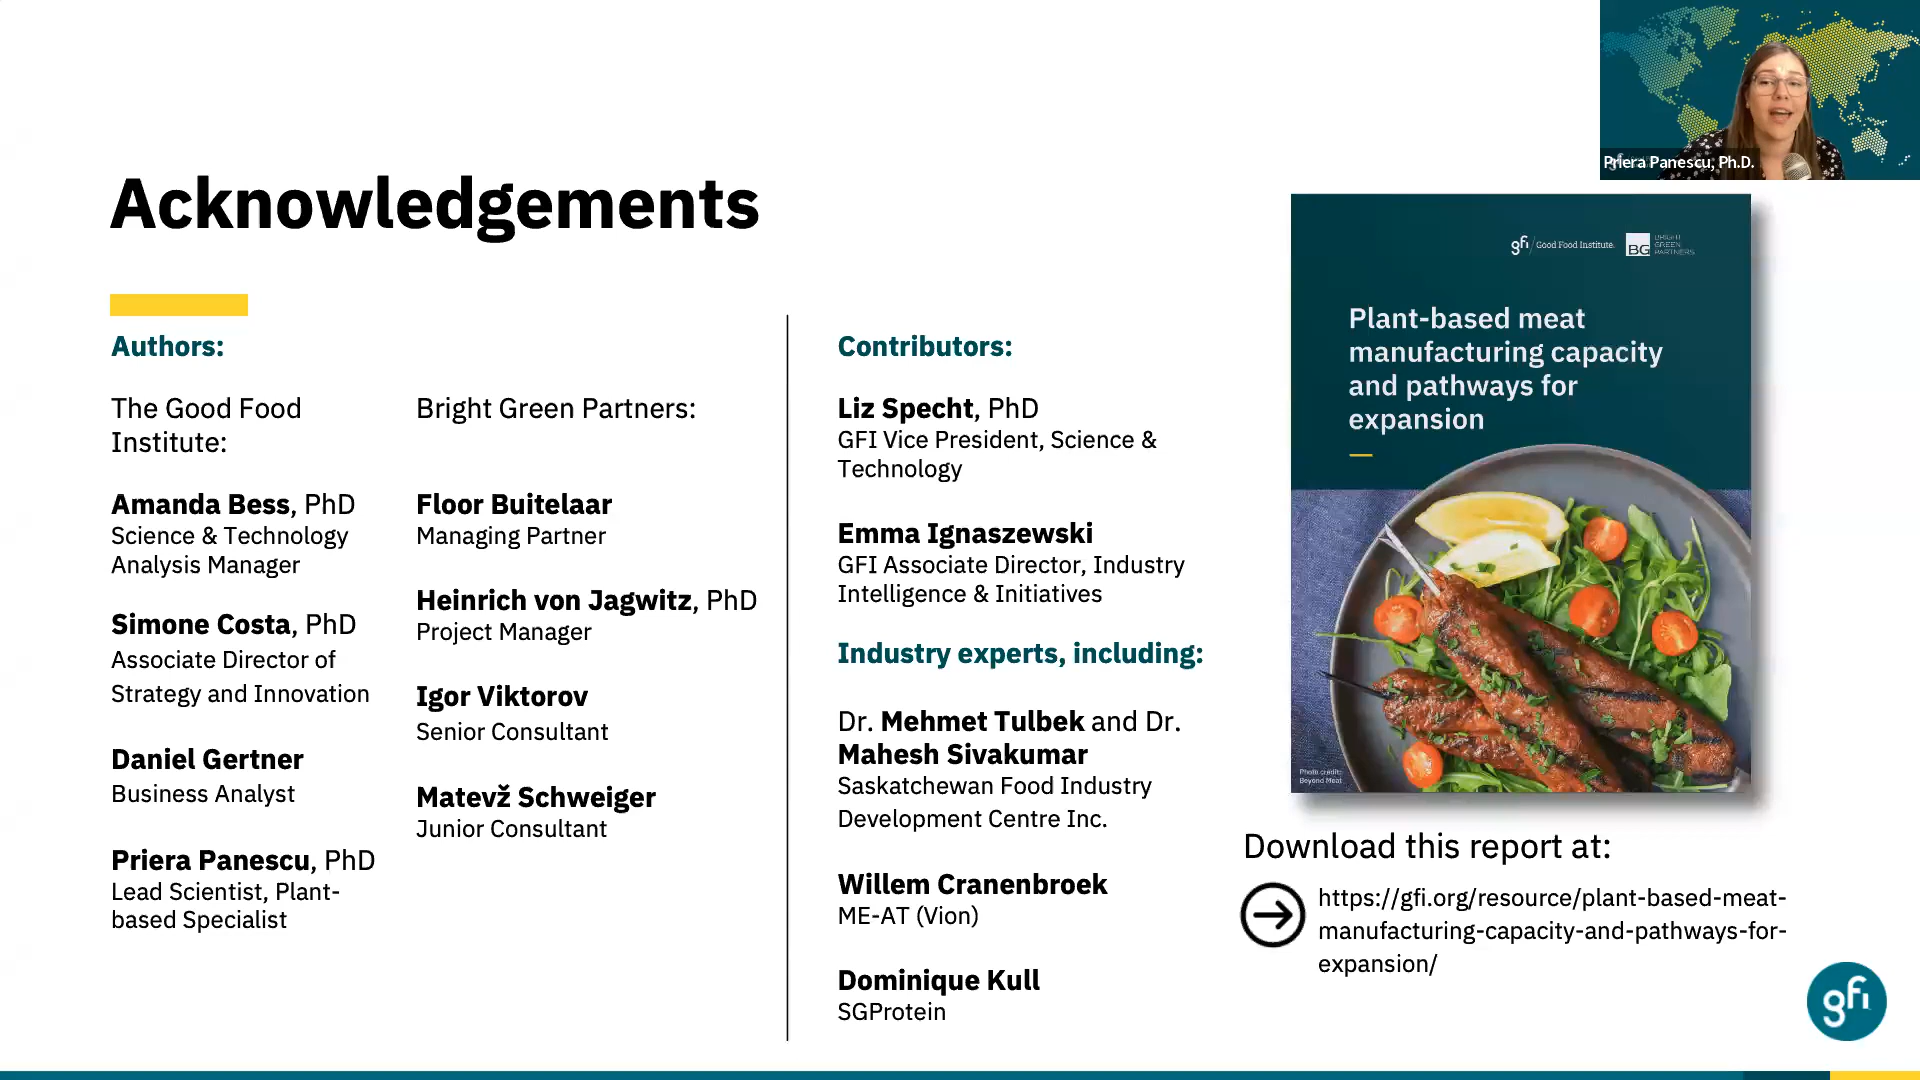 Priera Panescu, Ph.D.
Acknowledgements
Authors:
The Good Food
Institute:
Amanda Bess, PhD
Science & Technology
Analysis Manager
Simone Costa, PhD
Associate Director of
Strategy and Innovation
Daniel Gertner
Business Analyst
Priera Panescu, PhD
Lead Scientist, Plant-
based Specialist
Bright Green Partners:
Floor Buitelaar
Managing Partner
Heinrich von Jagwitz, PhD
Project Manager
Igor Viktorov
Senior Consultant
Matevž Schweiger
Junior Consultant
Contributors:
Liz Specht, PhD
GFI Vice President, Science &
Technology
Emma Ignaszewski
GFI Associate Director, Industry
Intelligence & Initiatives
Industry experts, including:
Dr. Mehmet Tulbek and Dr.
Mahesh Sivakumar
Saskatchewan Food Industry
Development Centre Inc.
Willem Cranenbroek
ME-AT (Vion)
Dominique Kull
SGProtein
gfi / Good Food Institute.
BG
BRIGHT
GREEN
PARTNERS
Plant-based meat
manufacturing capacity
and pathways for
expansion
Photo credit:
Beyond Meat
Download this report at:
https://gfi.org/resource/plant-based-meat-
manufacturing-capacity-and-pathways-for-
expansion/
gfi